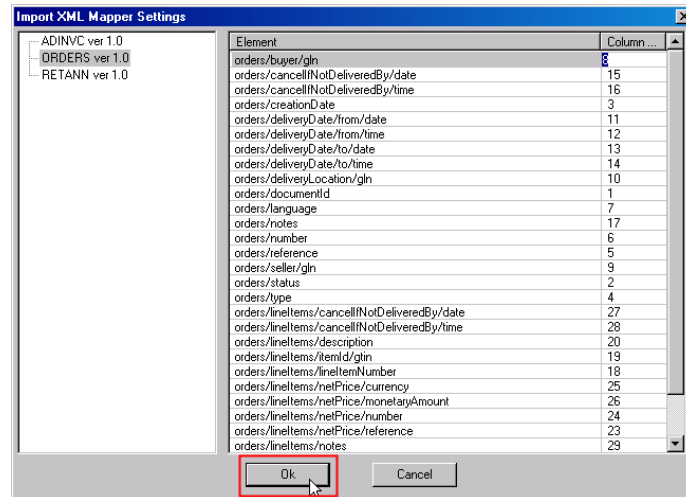 Import XML Mapper Settings
ADINVC ver 1.0
ORDERS ver 1.0
RETANN ver 1.0
Element Column ...
orders/buyer/gln 8
orders/cancelIfNotDeliveredBy/date 15
orders/cancelIfNotDeliveredBy/time 16
orders/creationDate 3
orders/deliveryDate/from/date 11
orders/deliveryDate/from/time 12
orders/deliveryDate/to/date 13
orders/deliveryDate/to/time 14
orders/deliveryLocation/gln 10
orders/documentId 1
orders/language 7
orders/notes 17
orders/number 6
orders/reference 5
orders/seller/gln 9
orders/status 2
orders/type 4
orders/lineItems/cancelIfNotDeliveredBy/date 27
orders/lineItems/cancelIfNotDeliveredBy/time 28
orders/lineItems/description 20
orders/lineItems/itemId/gtin 19
orders/lineItems/lineItemNumber 18
orders/lineItems/netPrice/currency 25
orders/lineItems/netPrice/monetaryAmount 26
orders/lineItems/netPrice/number 24
orders/lineItems/netPrice/reference 23
orders/lineItems/notes 29
Ok Cancel